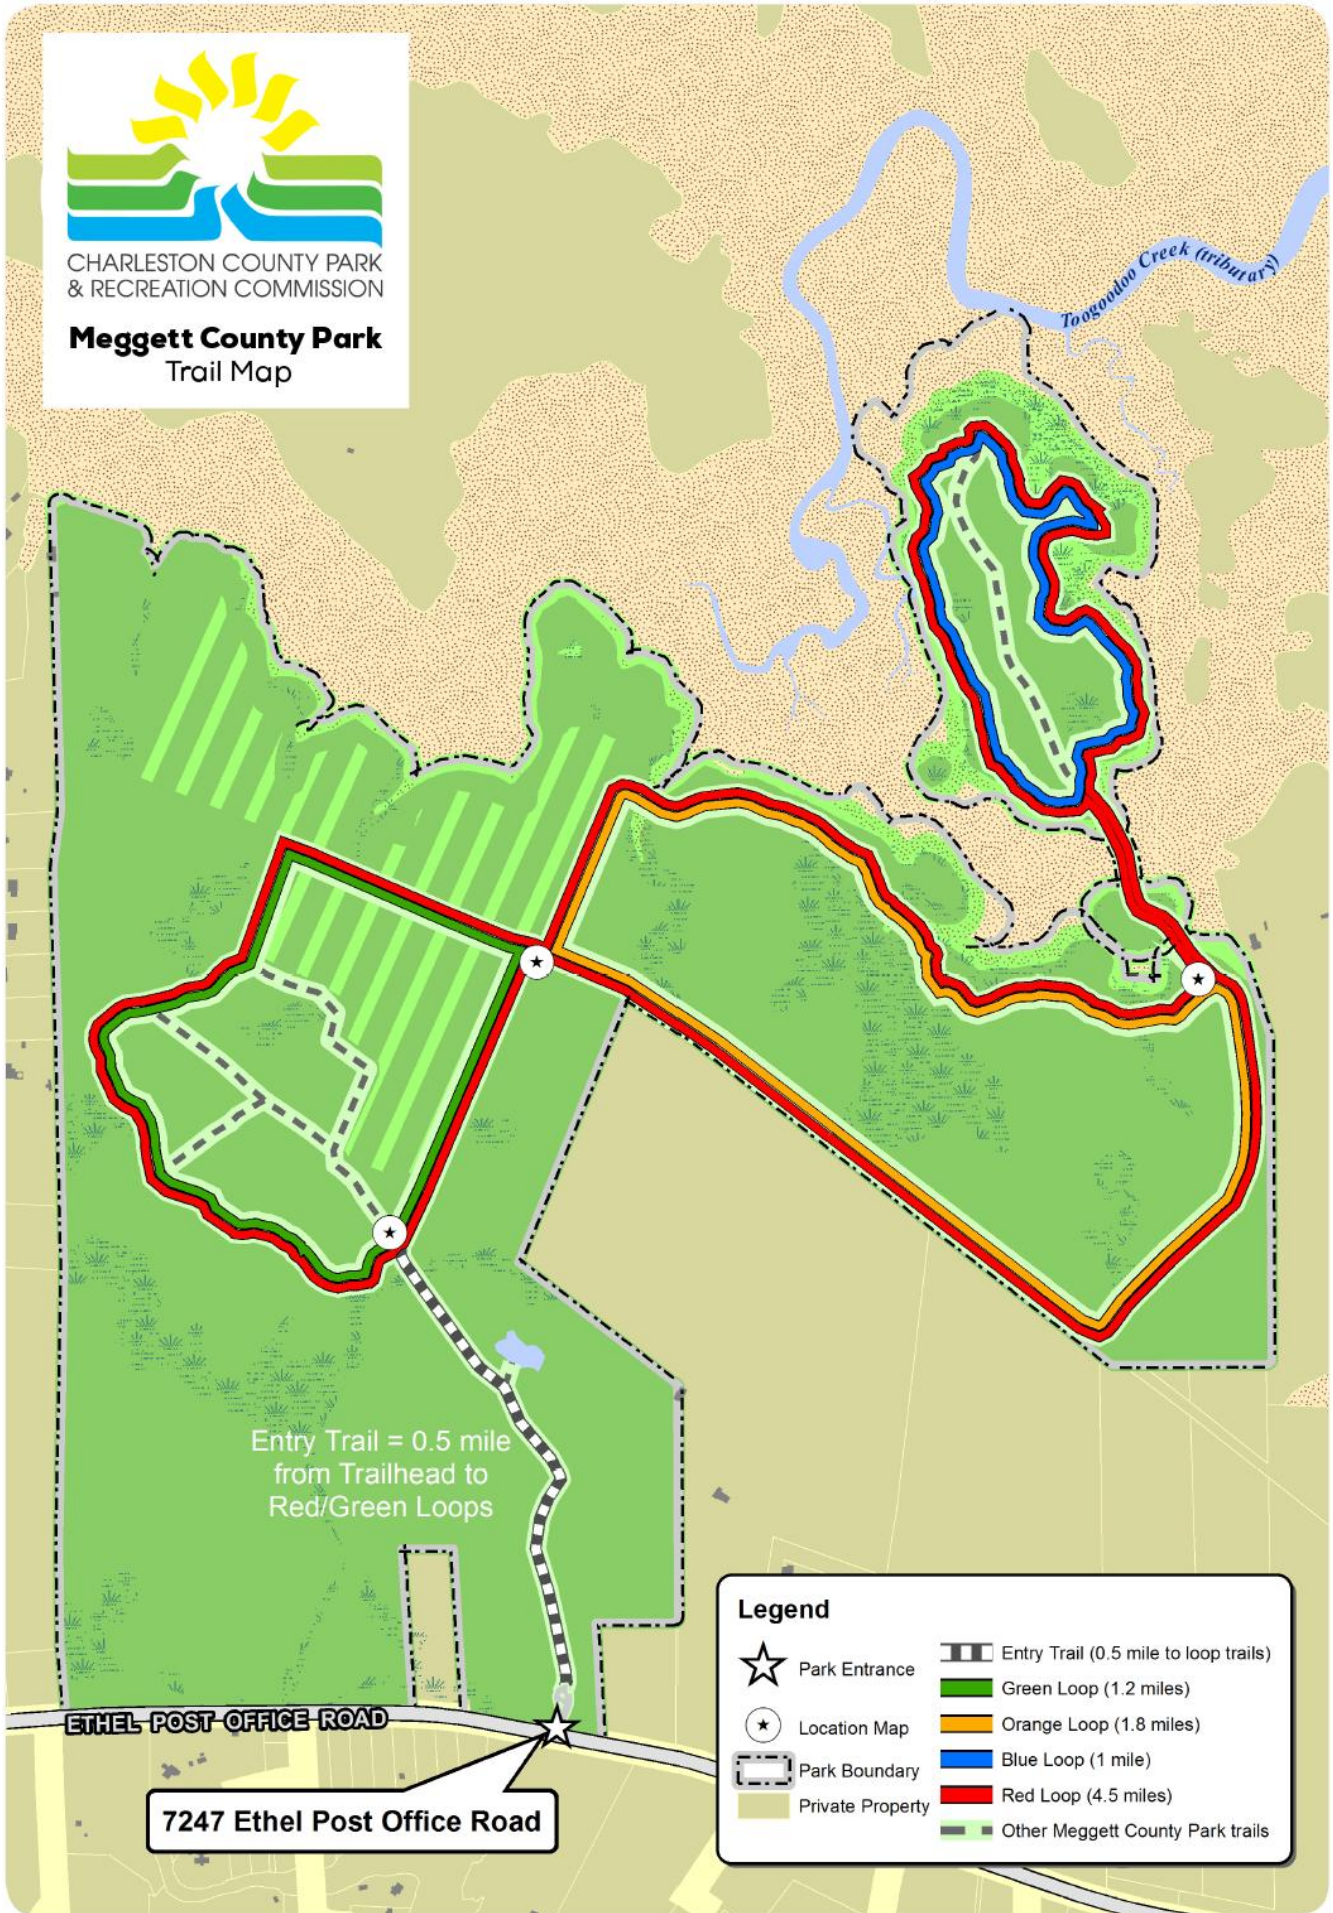 CHARLESTON COUNTY PARK
& RECREATION COMMISSION
Meggett County Park
Trail Map
Toogoodoo Creek (tributary)
Entry Trail = 0.5 mile
from Trailhead to
Red/Green Loops
ETHEL POST OFFICE ROAD
7247 Ethel Post Office Road
Legend
Park Entrance
Location Map
Park Boundary
Private Property
Entry Trail (0.5 mile to loop trails)
Green Loop (1.2 miles)
Orange Loop (1.8 miles)
Blue Loop (1 mile)
Red Loop (4.5 miles)
Other Meggett County Park trails